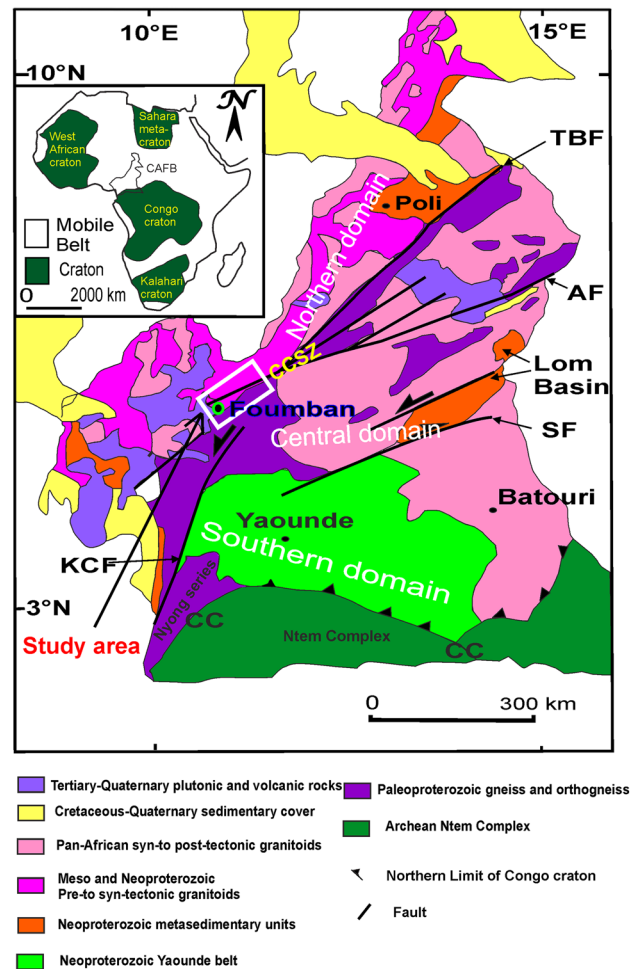 10°E
15°E
10°N
N
West
African
craton
Sahara
meta-
craton
CAFB
Congo
craton
Kalahari
craton
Mobile
Belt
Craton
0 2000 km
TBF
Poli
Northern domain
AF
CCSZ
Lom
Basin
Foumban
Central domain
SF
Batouri
Yaounde
Southern domain
KCF
Nyong series
3°N
CC
Study area
Ntem Complex
CC
0 300 km
Tertiary-Quaternary plutonic and volcanic rocks
Cretaceous-Quaternary sedimentary cover
Pan-African syn-to post-tectonic granitoids
Meso and Neoproterozoic
Pre-to syn-tectonic granitoids
Neoproterozoic metasedimentary units
Neoproterozoic Yaounde belt
Paleoproterozoic gneiss and orthogneiss
Archean Ntem Complex
Northern Limit of Congo craton
Fault